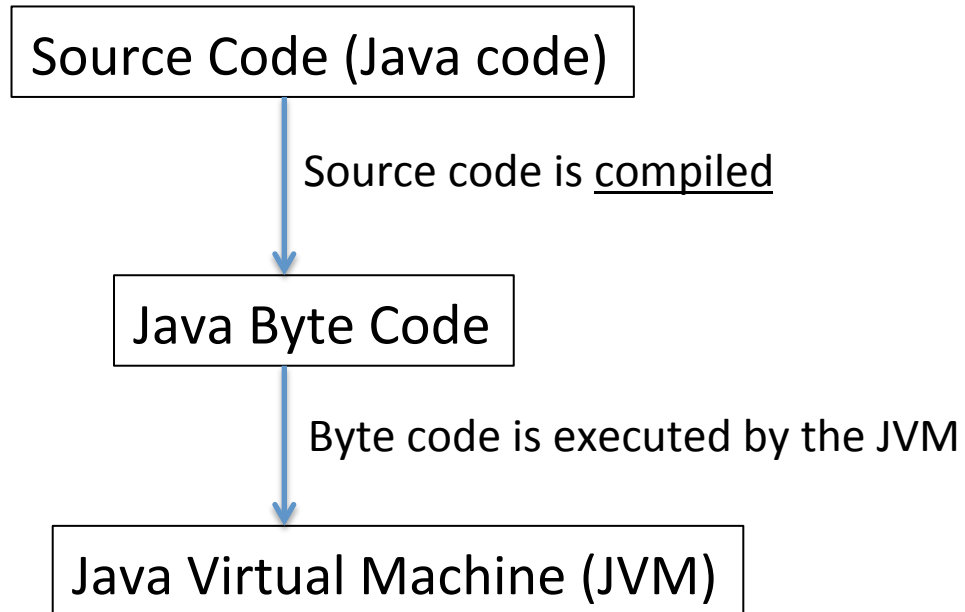 Source Code (Java code)
Source code is compiled
Java Byte Code
Byte code is executed by the JVM
Java Virtual Machine (JVM)